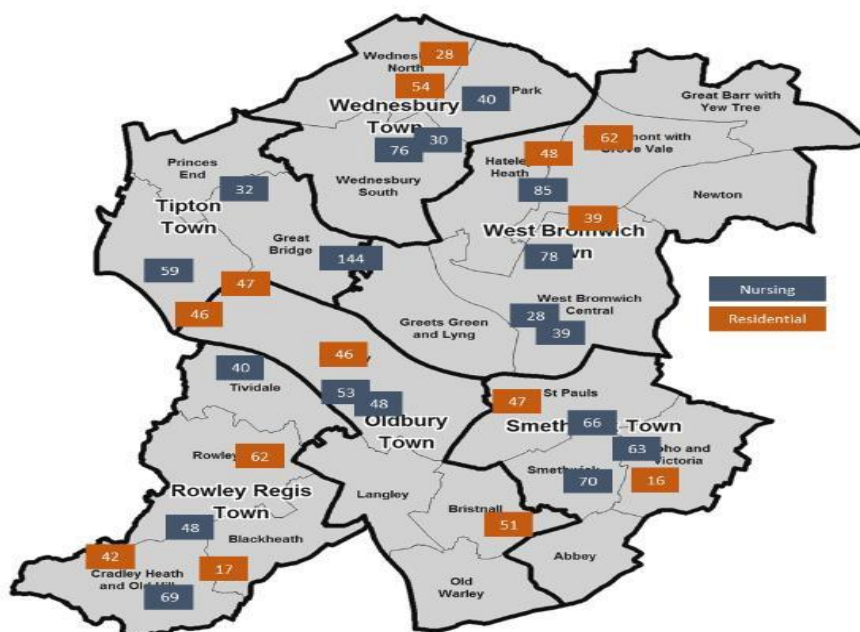 28
Wednes
North
54
40
Park
Great Barr with
Yew Tree
Wednesbury
Town
30
76
62
mont with
Grove Vale
48
Hateley
Heath
Princes
End
Wednesbury
South
32
85
Newton
Tipton
Town
39
West Bromwich
wn
Great
Bridge
144
78
59
47
Nursing
46
West Bromwich
Central
28
39
Greets Green
and Lyng
Residential
46
y
40
Tividale
53
48
Oldbury
Town
St Pauls
47
66
Smeth
Town
63
oho and
Victoria
Rowley
62
Smethwick
70
16
Rowley Regis
Town
Langley
Bristnall
51
48
Blackheath
42
Cradley Heath
and Old Hill
17
69
Abbey
Old
Warley